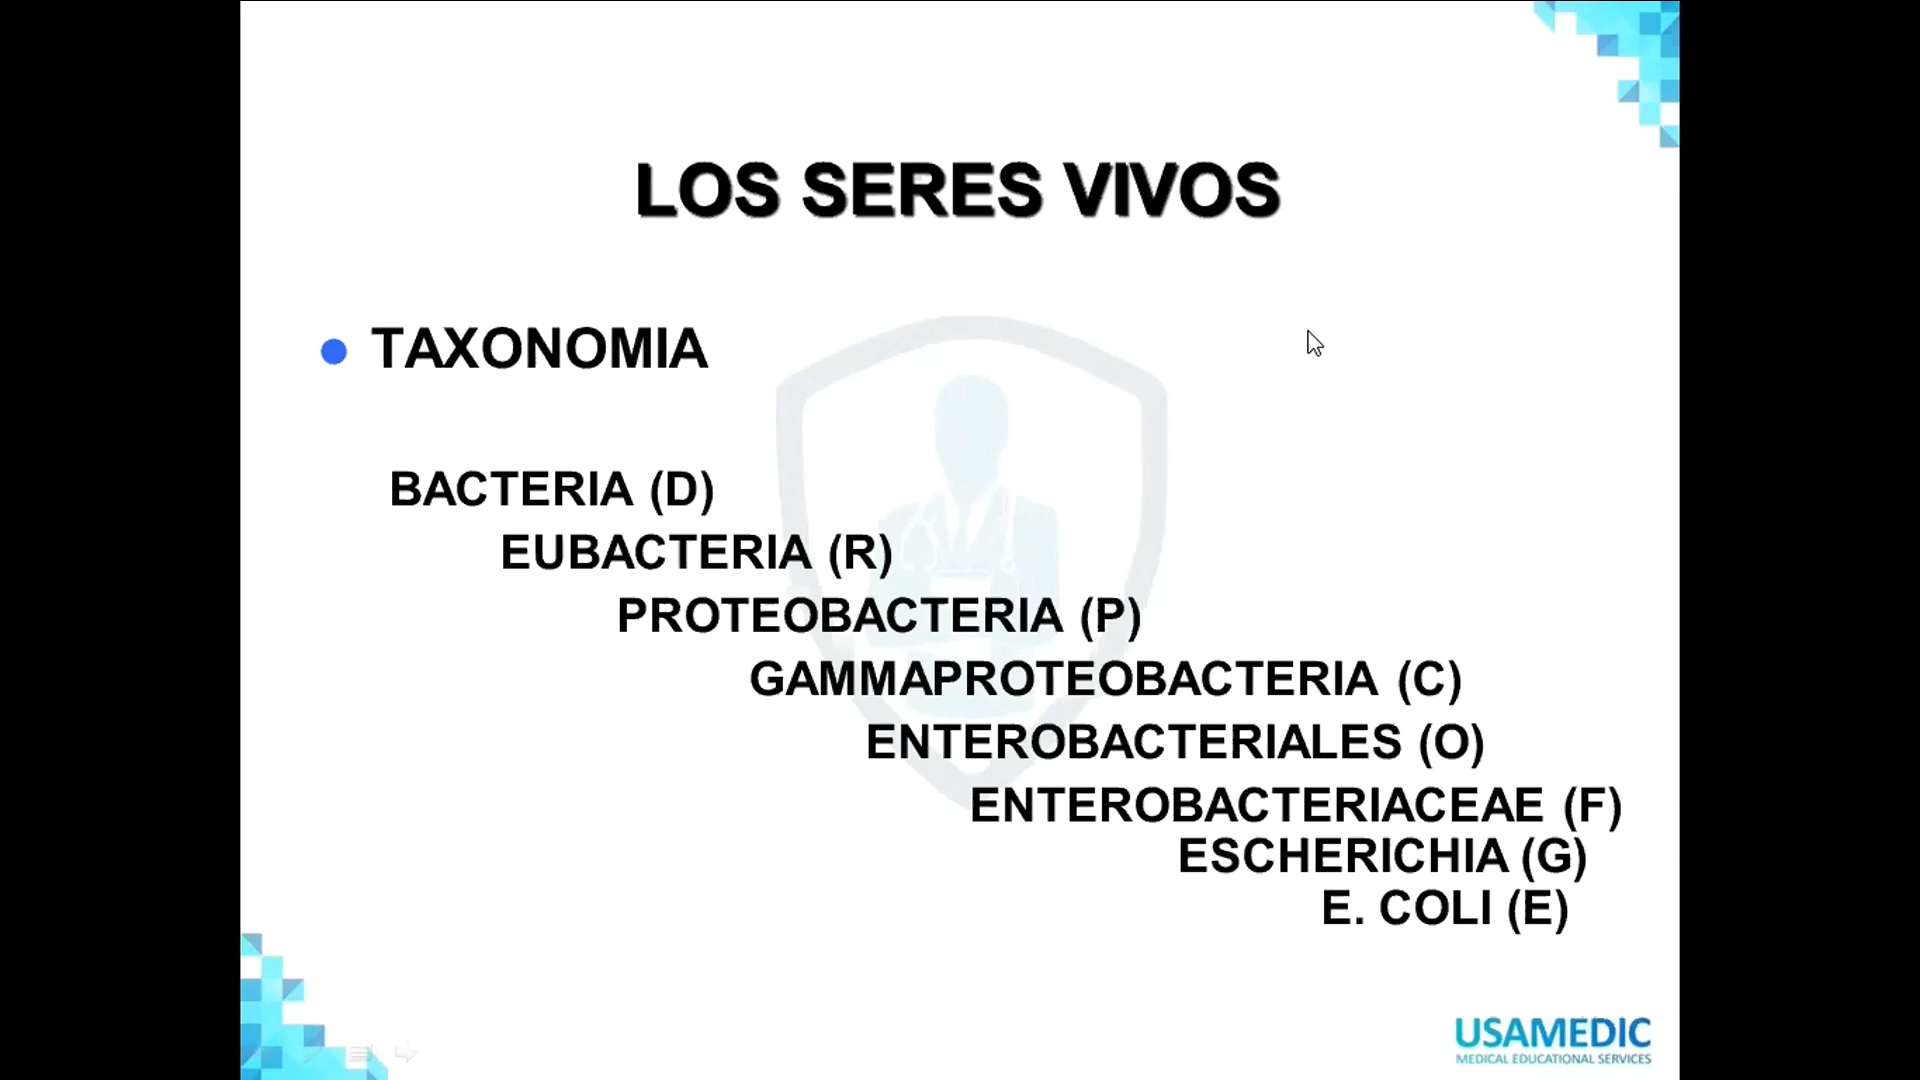 LOS SERES VIVOS
TAXONOMIA
BACTERIA (D)
EUBACTERIA (R)
PROTEOBACTERIA (P)
GAMMAPROTEOBACTERIA (C)
ENTEROBACTERIALES (O)
ENTEROBACTERIACEAE (F)
ESCHERICHIA (G)
E. COLI (E)
USAMEDIC
MEDICAL EDUCATIONAL SERVICES